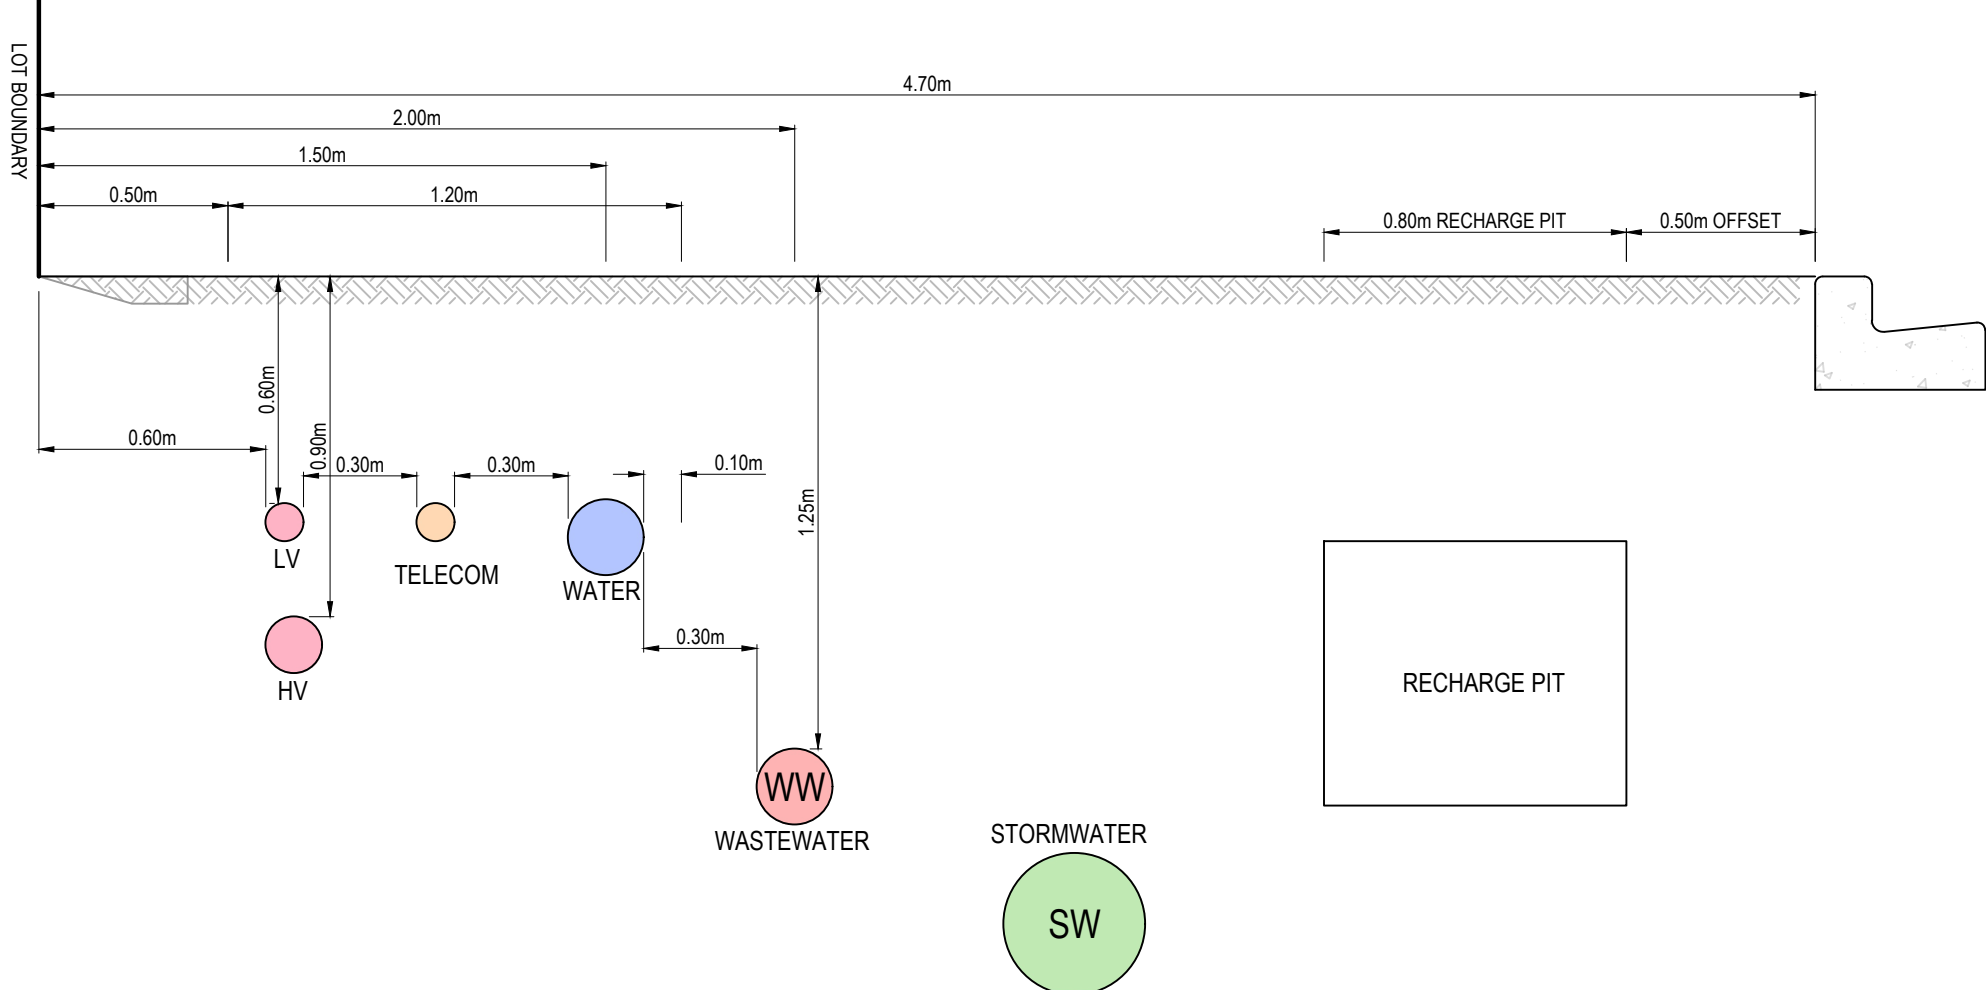 LOT BOUNDARY
4.70m
2.00m
1.50m
0.50m
1.20m
0.80m RECHARGE PIT
0.50m OFFSET
0.60m
0.90m
0.60m
0.30m
0.30m
0.10m
1.25m
LV
TELECOM
WATER
0.30m
HV
RECHARGE PIT
WW
WASTEWATER
STORMWATER
SW